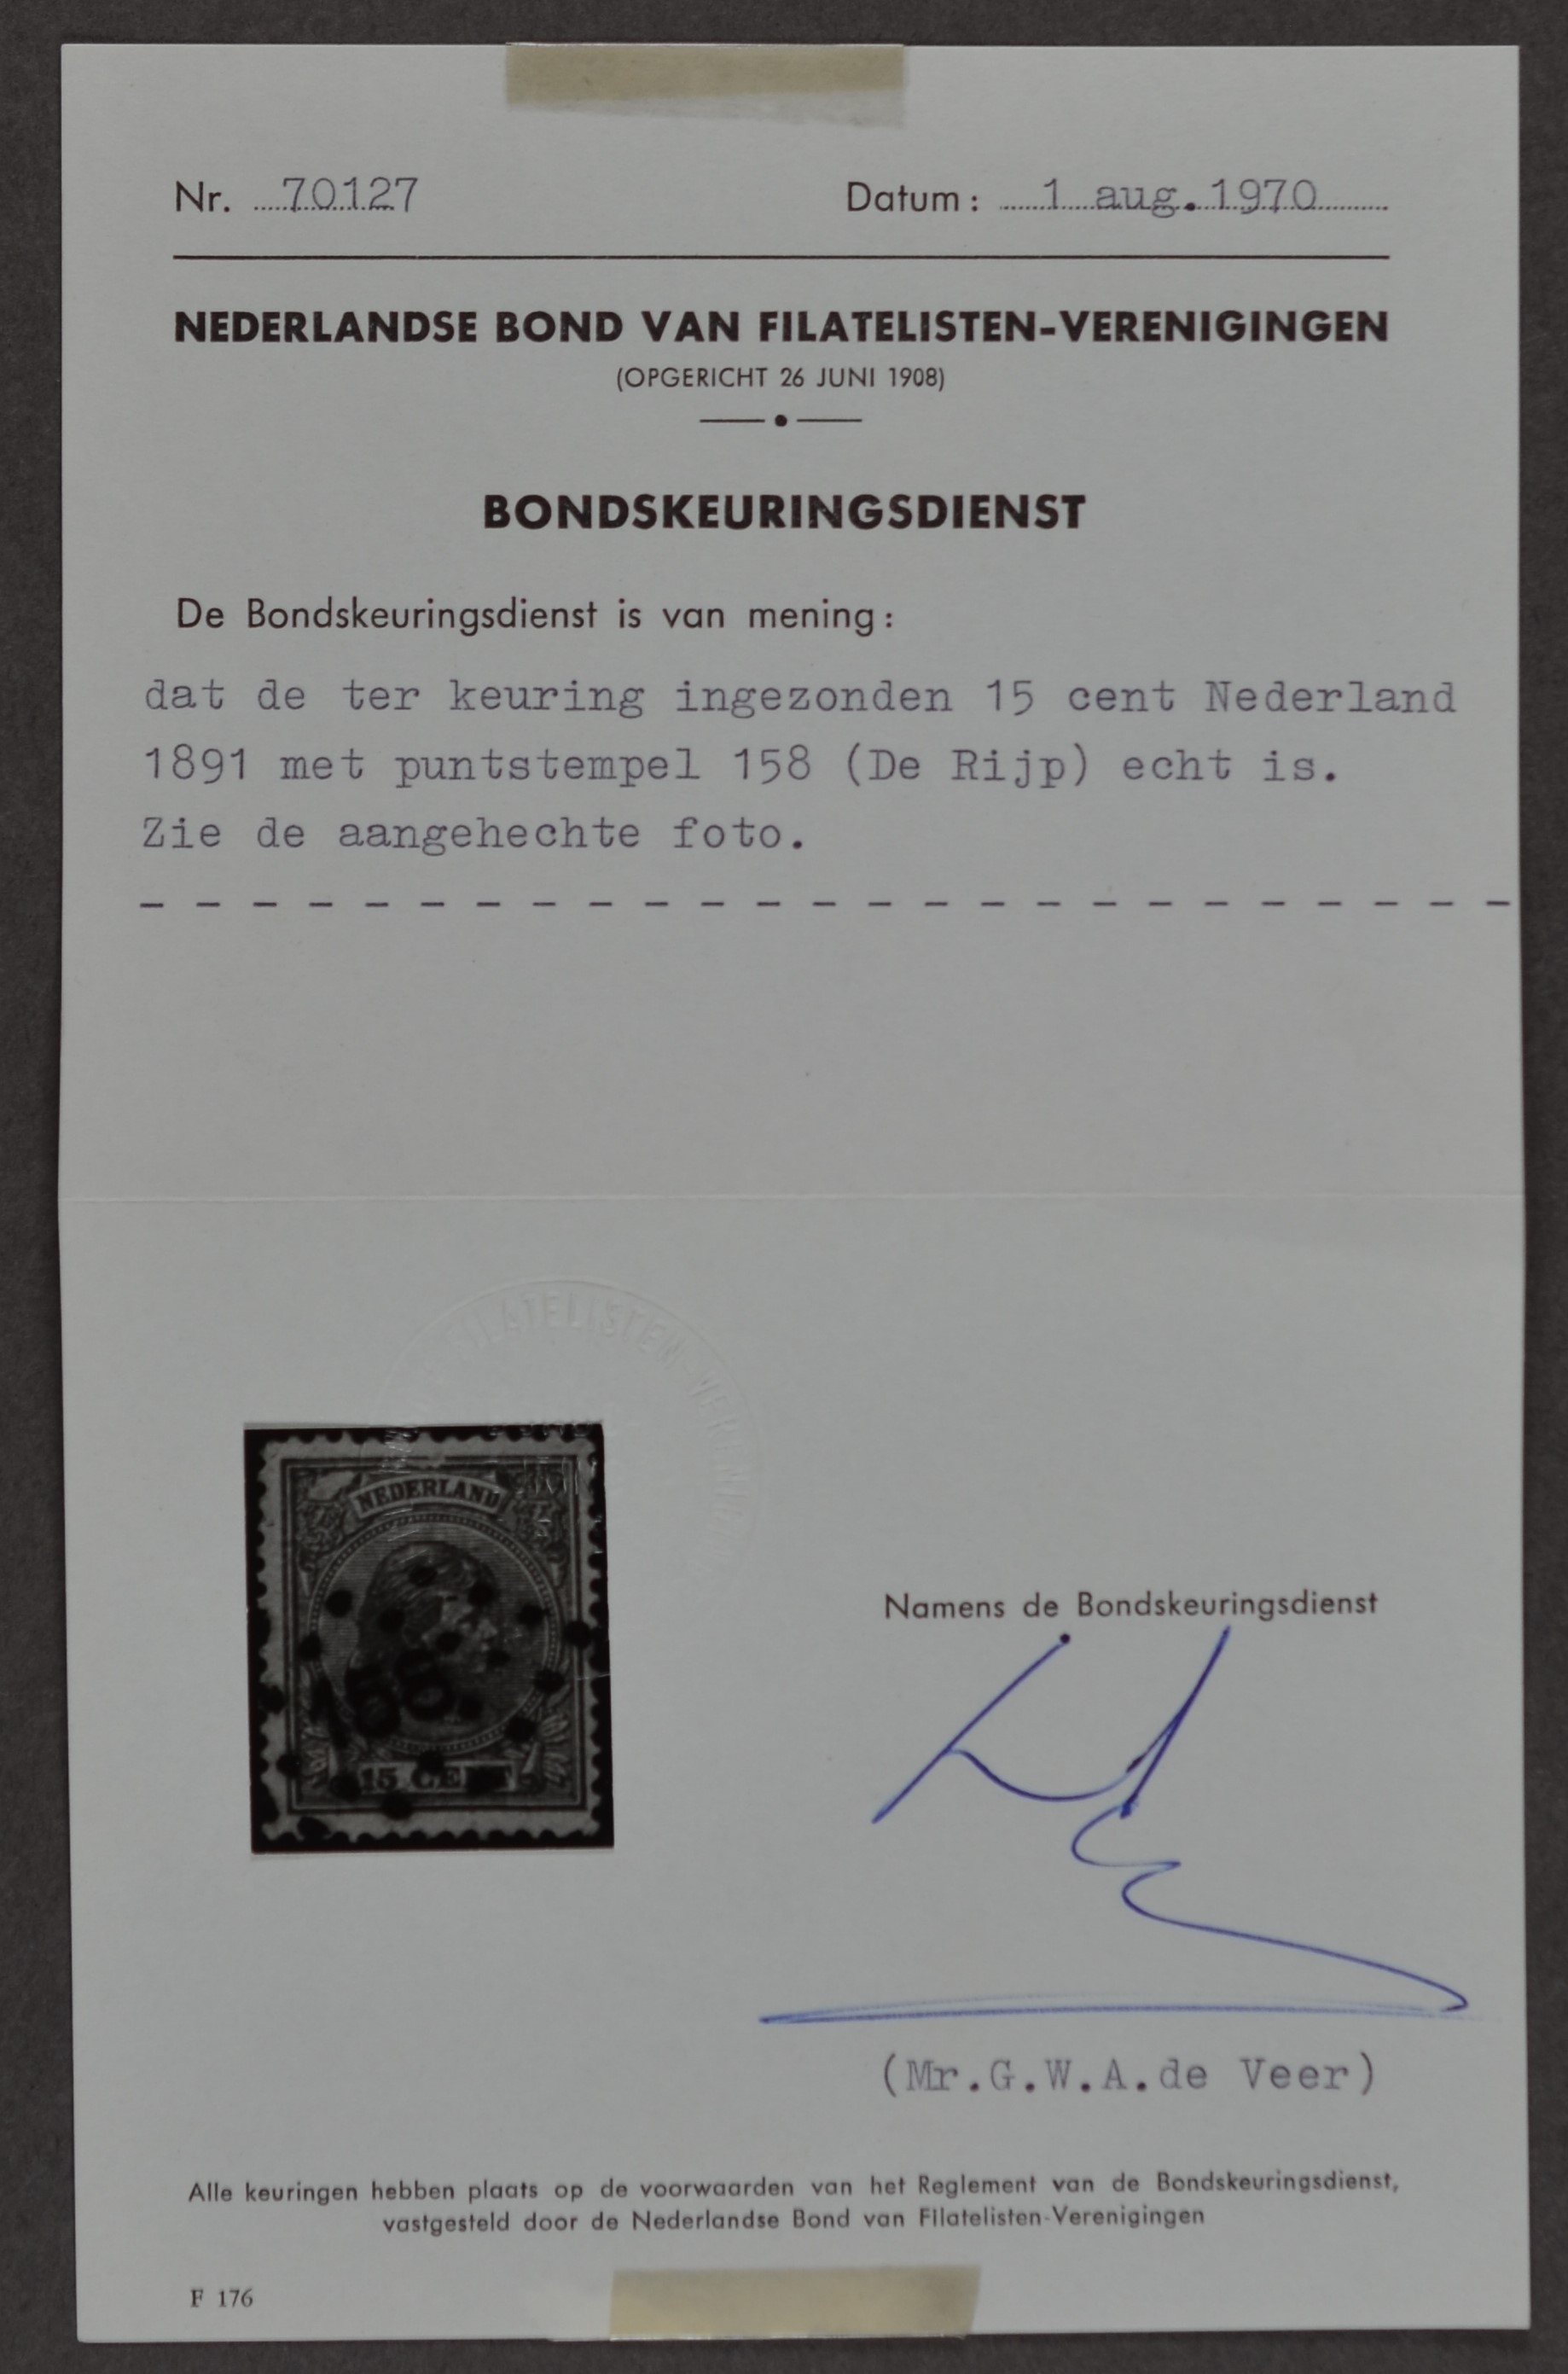 Nr. 70127 Datum: 1 aug. 1970
NEDERLANDSE BOND VAN FILATELISTEN-VERENIGINGEN
(OPGERICHT 26 JUNI 1908)
BONDSKEURINGSDIENST
De Bondskeuringsdienst is van mening:
dat de ter keuring ingezonden 15 cent Nederland
1891 met puntstempel 158 (De Rijp) echt is.
Zie de aangehechte foto.
FILATELISTEN-VERENIG
NEDERLAND
158
15 CENT
Namens de Bondskeuringsdienst
(Mr.G.W.A.de Veer)
Alle keuringen hebben plaats op de voorwaarden van het Reglement van de Bondskeuringsdienst,
vastgesteld door de Nederlandse Bond van Filatelisten-Verenigingen
F 176